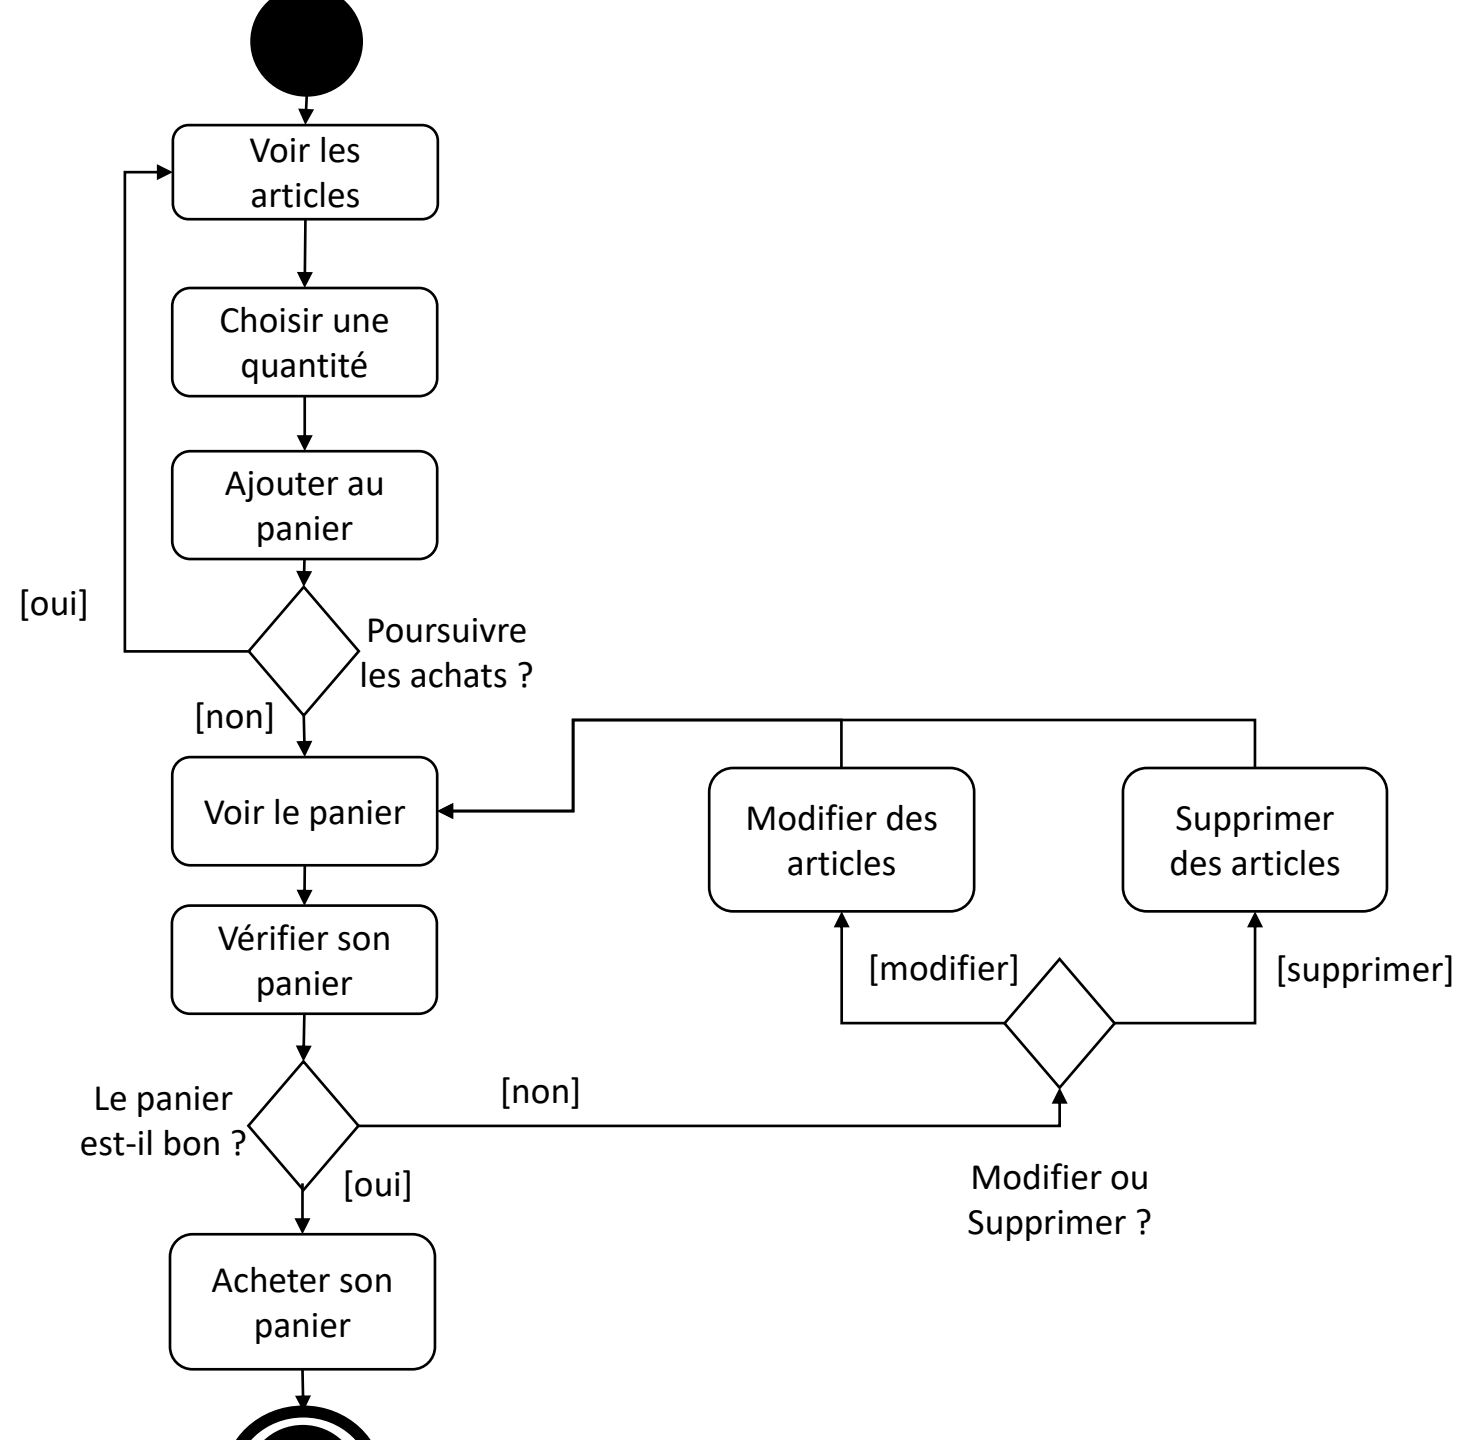 Voir les
articles
Choisir une
quantité
Ajouter au
panier
[oui]
Poursuivre
les achats ?
[non]
Voir le panier
Modifier des
articles
Supprimer
des articles
Vérifier son
panier
[modifier]
[supprimer]
Le panier
est-il bon ?
[non]
[oui]
Modifier ou
Supprimer ?
Acheter son
panier